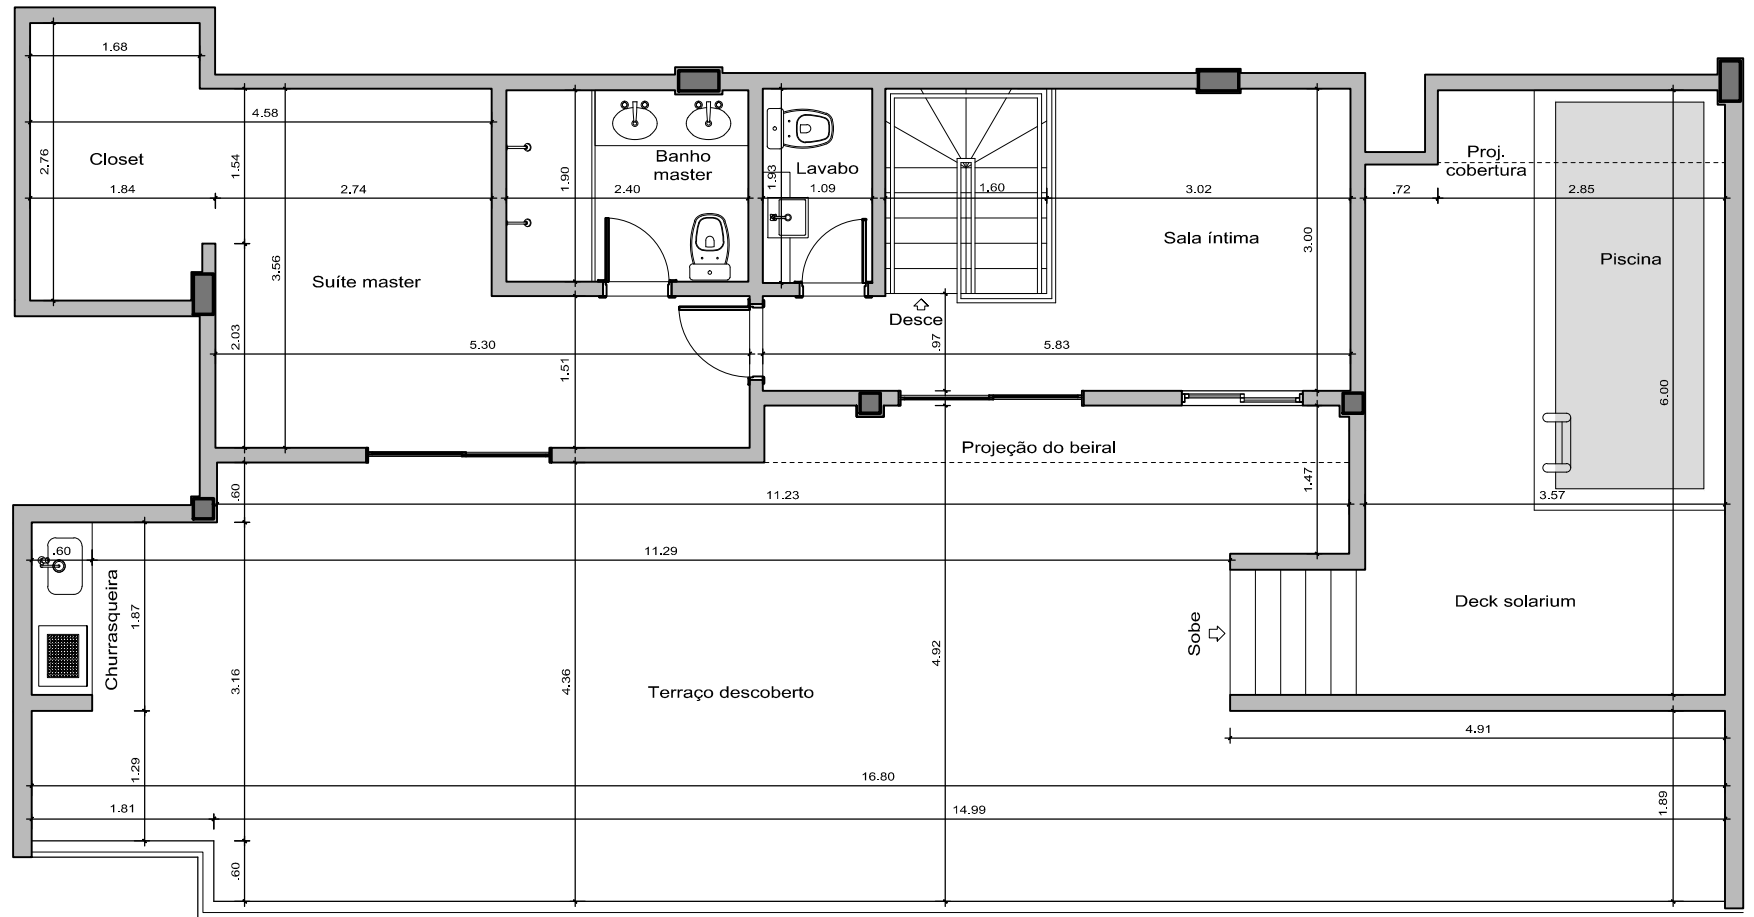 1.68
4.58
2.76
Closet
1.54
1.84
2.74
3.56
Suíte master
2.03
5.30
1.90
Banho
master
2.40
1.51
1.93
Lavabo
1.09
1.60
3.02
Sala íntima
3.00
Desce
.97
5.83
Proj.
cobertura
.72
2.85
Piscina
6.00
Projeção do beiral
1.47
.60
11.23
3.57
.60
11.29
Churrasqueira
1.87
Deck solarium
Sobe
4.92
3.16
4.36
Terraço descoberto
4.91
1.29
16.80
1.81
14.99
1.89
.60